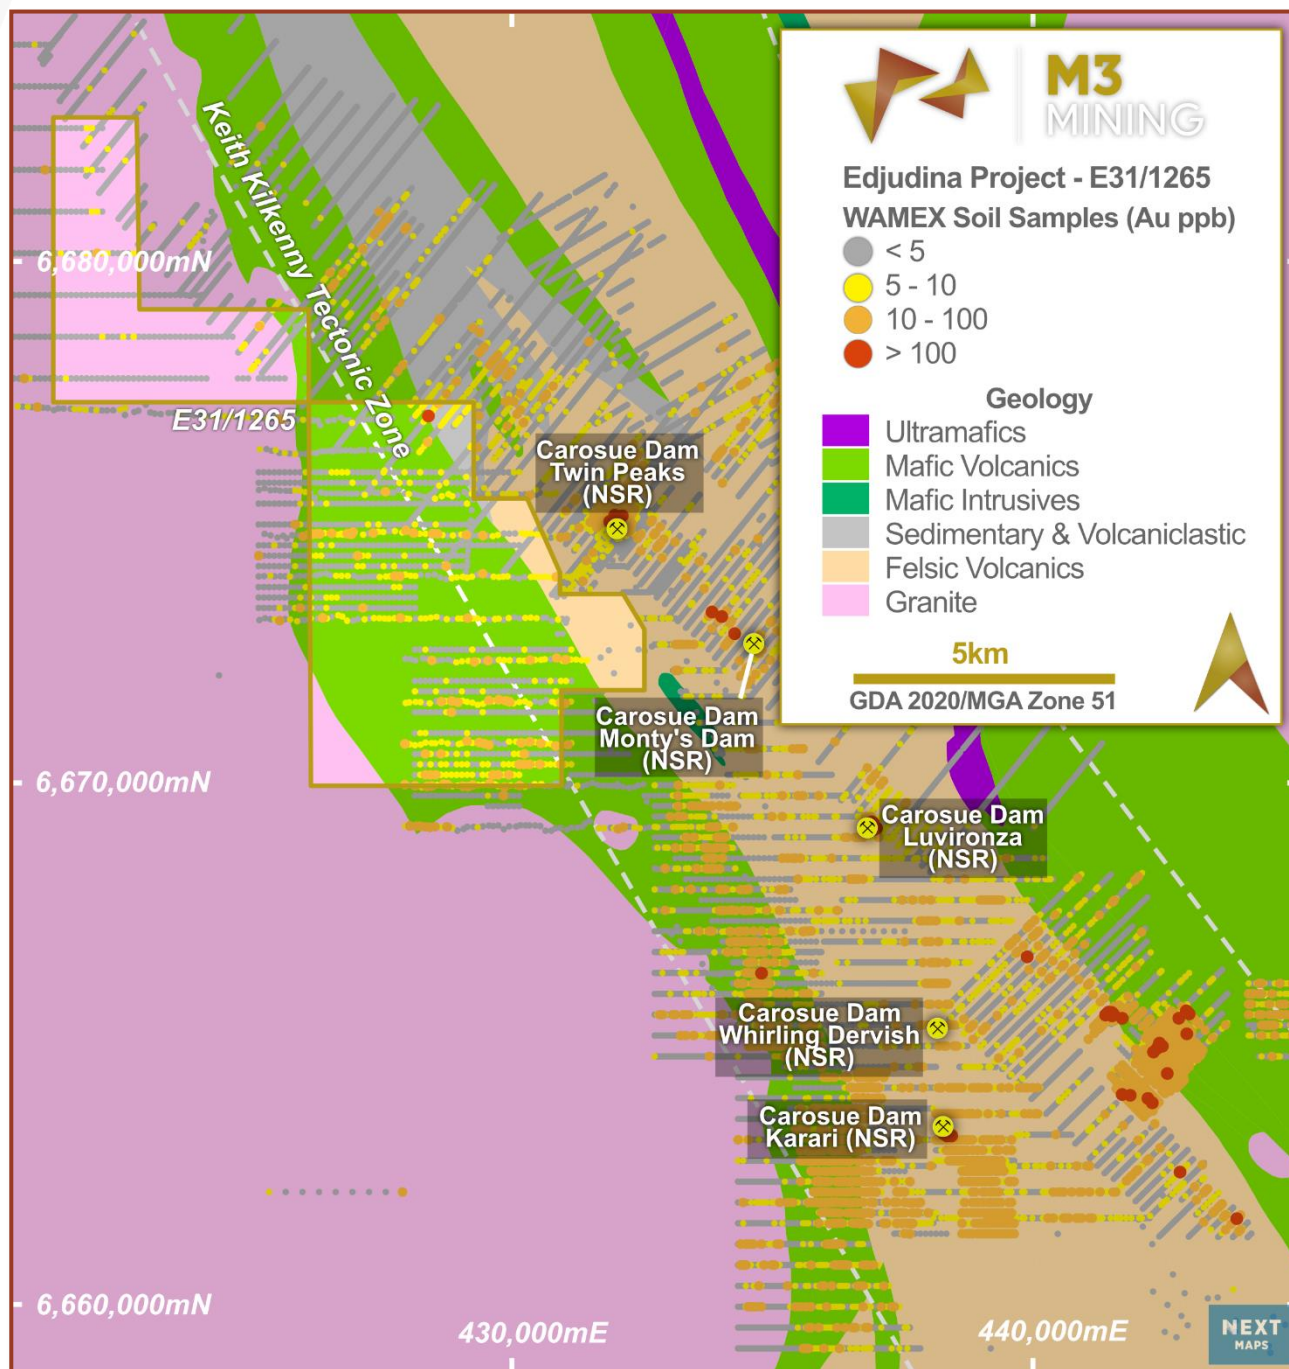 M3
MINING
Edjudina Project - E31/1265
WAMEX Soil Samples (Au ppb)
< 5
5 - 10
10 - 100
> 100
Geology
Ultramafics
Mafic Volcanics
Mafic Intrusives
Sedimentary & Volcaniclastic
Felsic Volcanics
Granite
5km
GDA 2020/MGA Zone 51
Keith Kilkenny Tectonic Zone
6,680,000mN
E31/1265
Carosue Dam
Twin Peaks
(NSR)
Carosue Dam
Monty's Dam
(NSR)
6,670,000mN
Carosue Dam
Luvironza
(NSR)
Carosue Dam
Whirling Dervish
(NSR)
Carosue Dam
Karari (NSR)
6,660,000mN
430,000mE
440,000mE
NEXT
MAPS